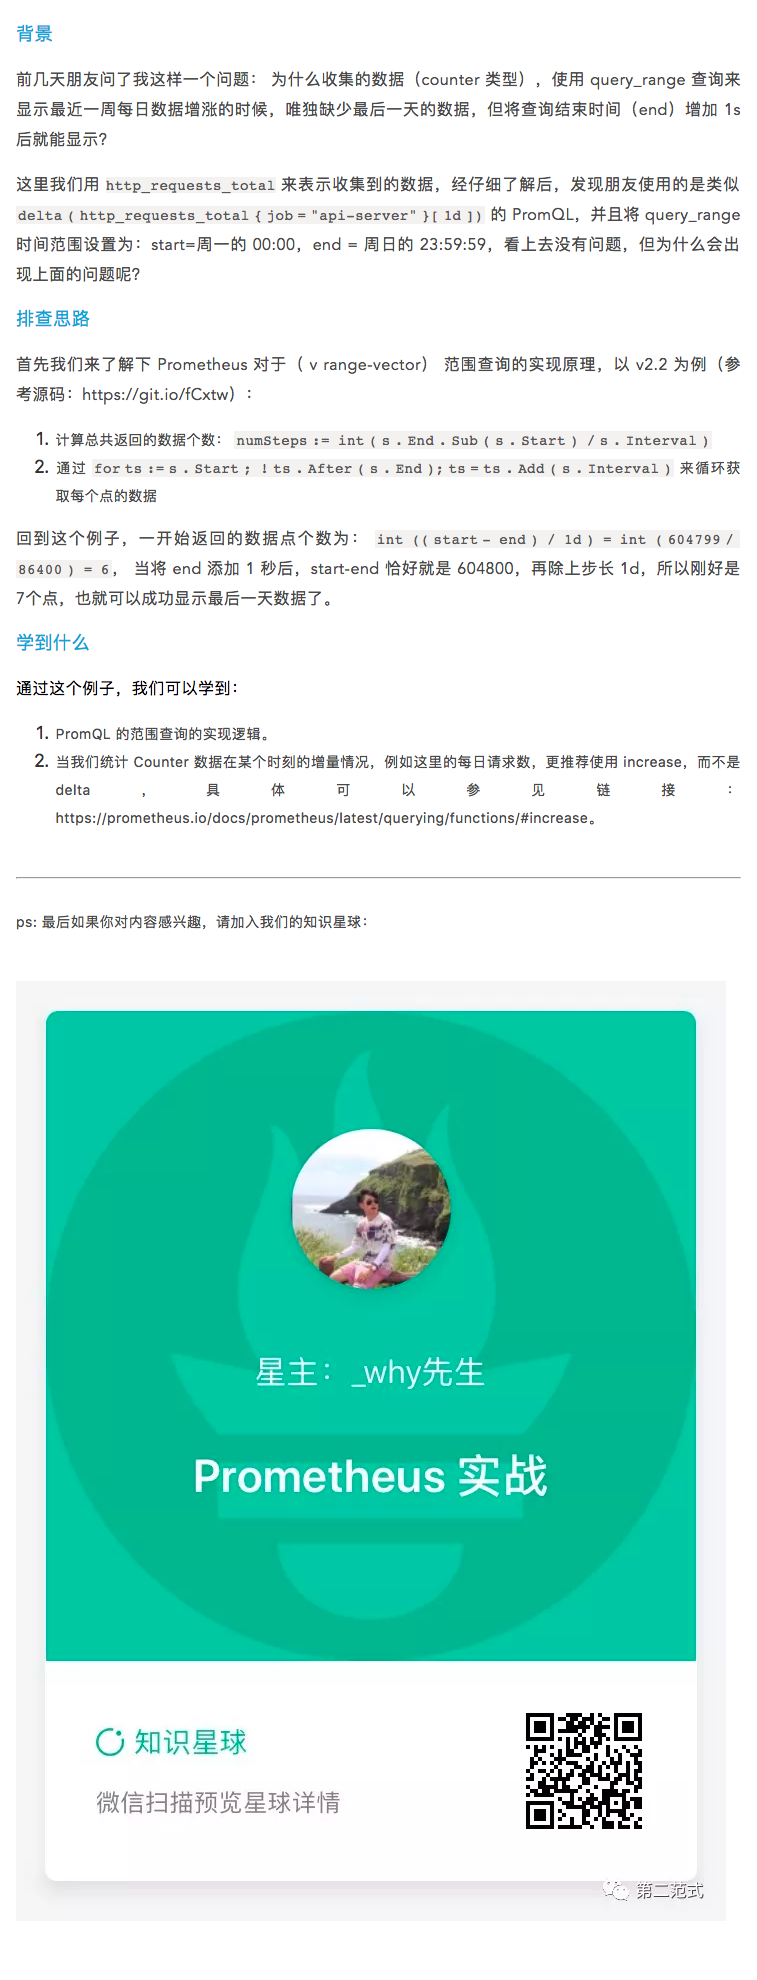 背景
前几天朋友问了我这样一个问题： 为什么收集的数据（counter 类型），使用 query_range 查询来
显示最近一周每日数据增涨的时候，唯独缺少最后一天的数据，但将查询结束时间（end）增加 1s
后就能显示？
这里我们用 http_requests_total 来表示收集到的数据，经仔细了解后，发现朋友使用的是类似
delta ( http_requests_total { job = "api-server" }[ 1d ]) 的 PromQL，并且将 query_range
时间范围设置为：start=周一的 00:00，end = 周日的 23:59:59，看上去没有问题，但为什么会出
现上面的问题呢？
排查思路
首先我们来了解下 Prometheus 对于（ v range-vector） 范围查询的实现原理，以 v2.2 为例（参
考源码：https://git.io/fCxtw）：
1. 计算总共返回的数据个数： numSteps := int ( s . End . Sub ( s . Start ) / s . Interval )
2. 通过 for ts := s . Start ; ! ts . After ( s . End ); ts = ts . Add ( s . Interval ) 来循环获
取每个点的数据
回到这个例子，一开始返回的数据点个数为： int (( start - end ) / 1d ) = int ( 604799 /
86400 ) = 6， 当将 end 添加 1 秒后，start-end 恰好就是 604800，再除上步长 1d，所以刚好是
7个点，也就可以成功显示最后一天数据了。
学到什么
通过这个例子，我们可以学到：
1. PromQL 的范围查询的实现逻辑。
2. 当我们统计 Counter 数据在某个时刻的增量情况，例如这里的每日请求数，更推荐使用 increase，而不是
delta ， 具 体 可 以 参 见 链 接 ：
https://prometheus.io/docs/prometheus/latest/querying/functions/#increase。
ps: 最后如果你对内容感兴趣，请加入我们的知识星球：
星主：_why先生
Prometheus 实战
知识星球
微信扫描预览星球详情
第二范式